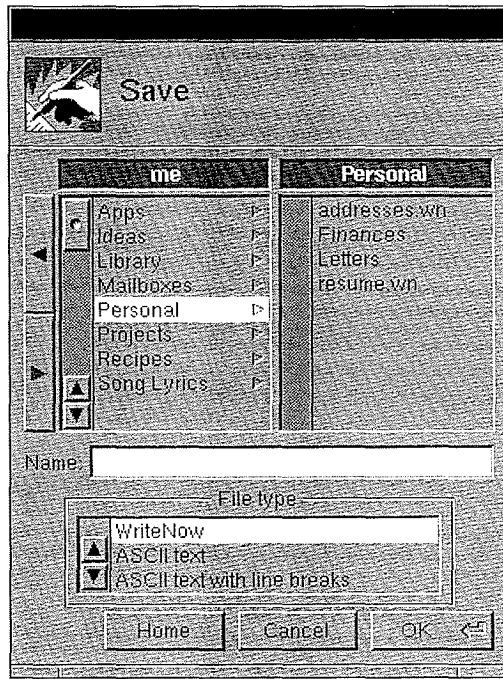 Save
me
Personal
Apps
Ideas
Library
Mailboxes
Personal
Projects
Recipes
Song Lyrics
addresses.wn
Finances
Letters
resume.wn
Name:
File type
WriteNow
ASCII text
ASCII text with line breaks
Home
Cancel
OK